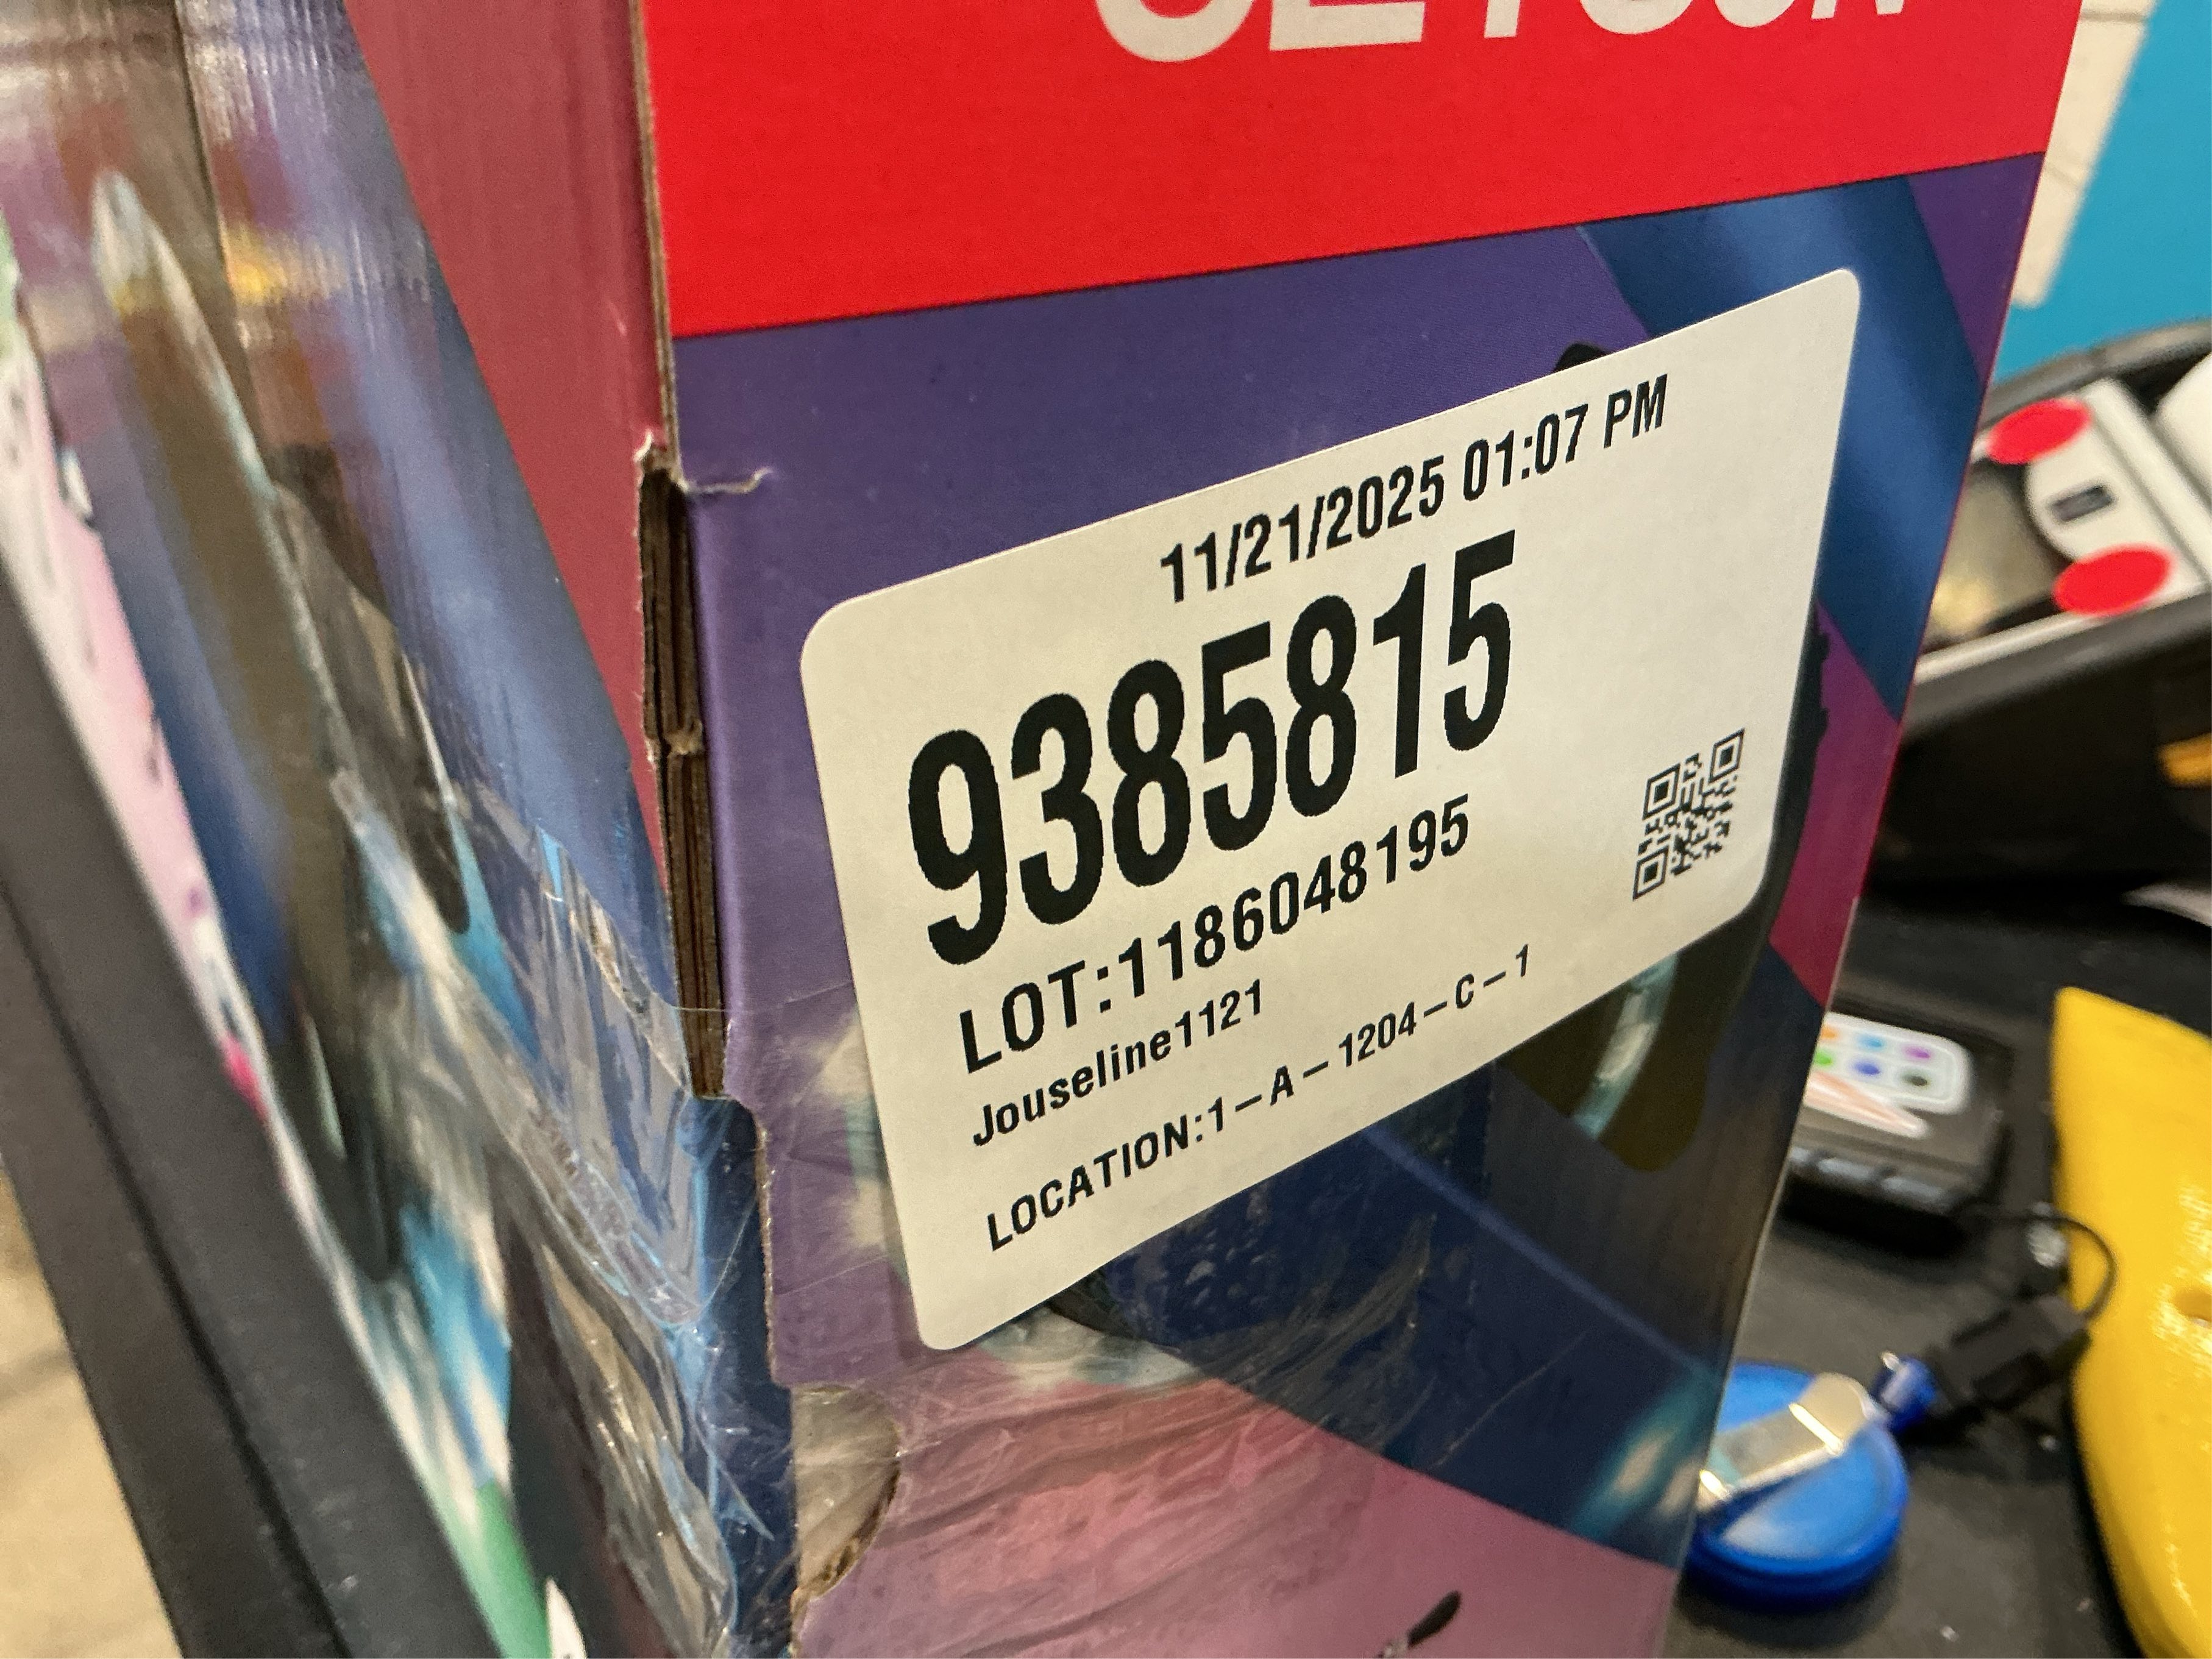 11/21/2025 01:07 PM
9385815
LOT:1186048195
Jouseline1121
LOCATION:1-A-1204-C-1